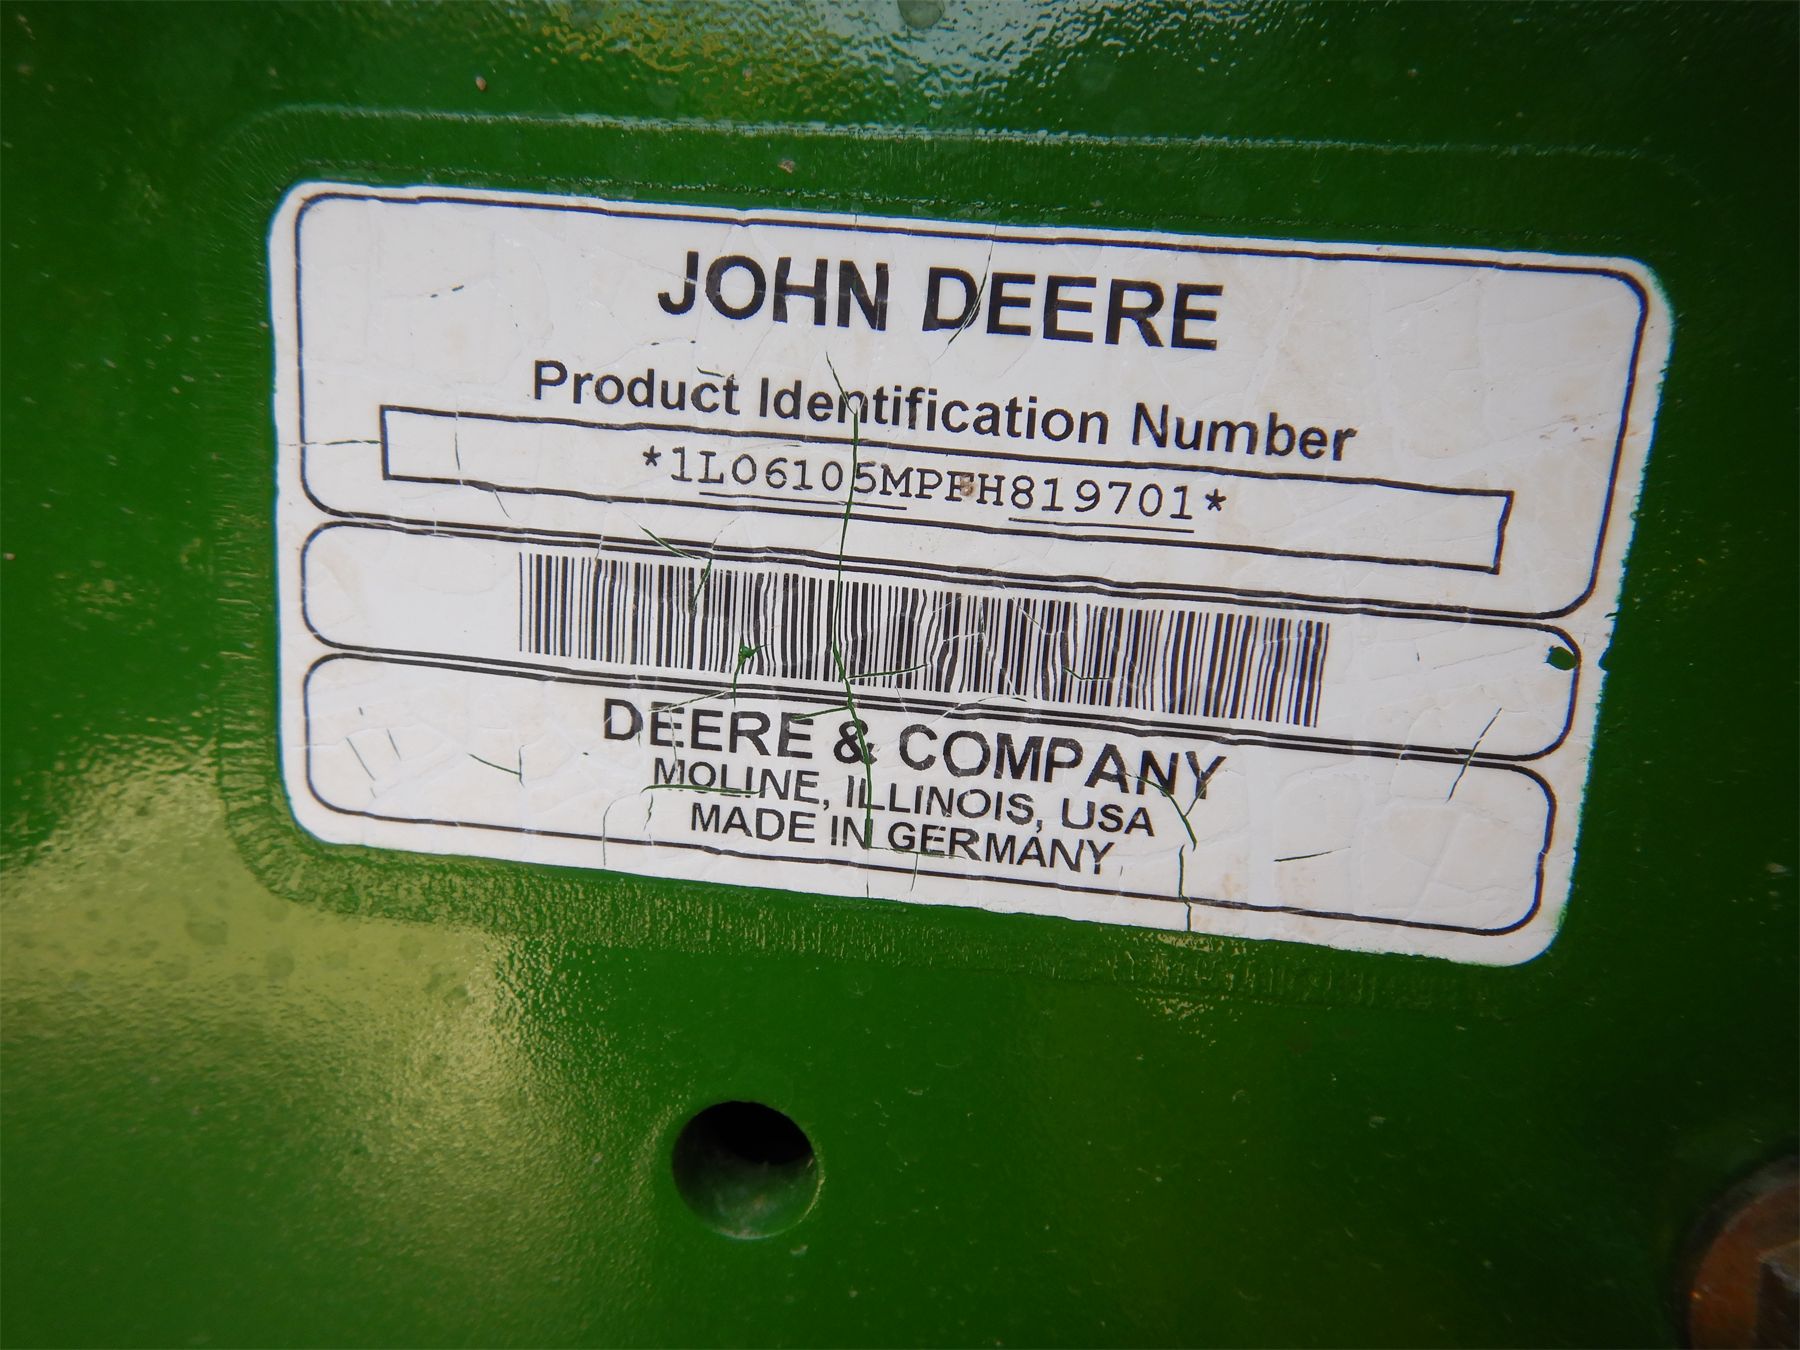 JOHN DEERE
Product Identification Number
*1L06105MPFH819701*
DEERE & COMPANY
MOLINE, ILLINOIS, USA
MADE IN GERMANY